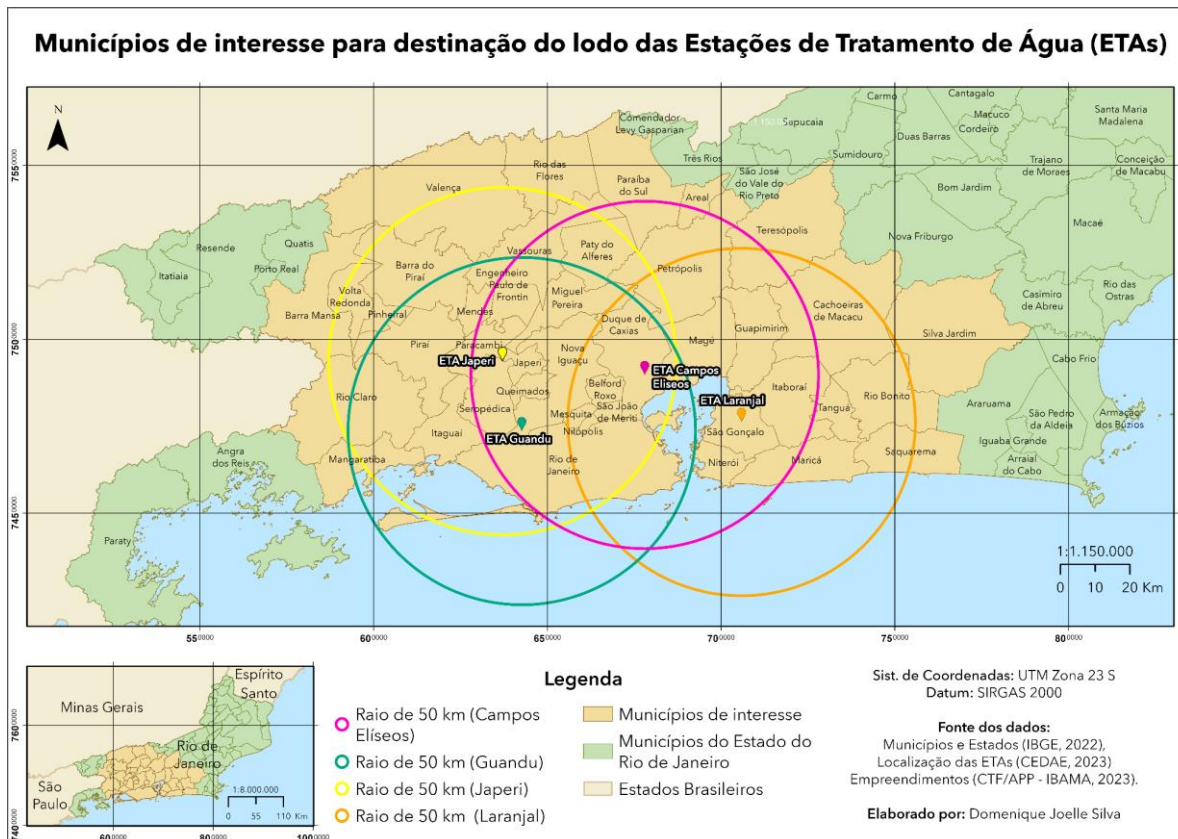 Municípios de interesse para destinação do lodo das Estações de Tratamento de Água (ETAs)
N
Carmo
Cantagalo
Comendador
Levy Gasparian
Sapucaia
Macuco
Cordeiro
Santa Maria
Madalena
Duas Barras
Três Rios
Sumidouro
Trajano
de Moraes
Conceição
de Macabu
Rio das
Flores
São José
do Vale do
Rio Preto
Valença
Paraíba
do Sul
Areal
Bom Jardim
Macaé
Teresópolis
Nova Friburgo
Resende
Quatis
Vassouras
Paty do
Alferes
Itatiaia
Porto Real
Barra do
Piraí
Engenheiro
Paulo de
Frontin
Petrópolis
Miguel
Pereira
Volta
Redonda
Casimiro
de Abreu
Rio das
Ostras
Barra Mansa
Pinheiral
Mendes
Cachoeiras
de Macacu
Duque de
Caxias
Guapimirim
Silva Jardim
Piraí
Paracambi
Nova
Iguaçu
Magé
Cabo Frio
ETA Japeri
Japeri
ETA Campos
Elíseos
Rio Claro
Queimados
Belford
Roxo
Itaboraí
Rio Bonito
ETA Laranjal
Seropédica
Mesquita
São João
de Meriti
Tanguá
Araruama
São Pedro
da Aldeia
Armação
dos Búzios
Itaguaí
ETA Guandu
Nilópolis
São Gonçalo
Iguaba Grande
Angra
dos Reis
Mangaratiba
Rio de
Janeiro
Niterói
Maricá
Saquarema
Arraial
do Cabo
Paraty
7550000
7500000
7450000
1:1.150.000
0 10 20 Km
550000 600000 650000 700000 750000 800000
Espírito
Santo
Minas Gerais
Rio de
Janeiro
São
Paulo
1:8.000.000
0 55 110 Km
Legenda
Raio de 50 km (Campos
Elíseos)
Raio de 50 km (Guandu)
Raio de 50 km (Japeri)
Raio de 50 km (Laranjal)
Municípios de interesse
Municípios do Estado do
Rio de Janeiro
Estados Brasileiros
Sist. de Coordenadas: UTM Zona 23 S
Datum: SIRGAS 2000
Fonte dos dados:
Municípios e Estados (IBGE, 2022),
Localização das ETAs (CEDAE, 2023)
Empreendimentos (CTF/APP - IBAMA, 2023).
Elaborado por: Domenique Joelle Silva